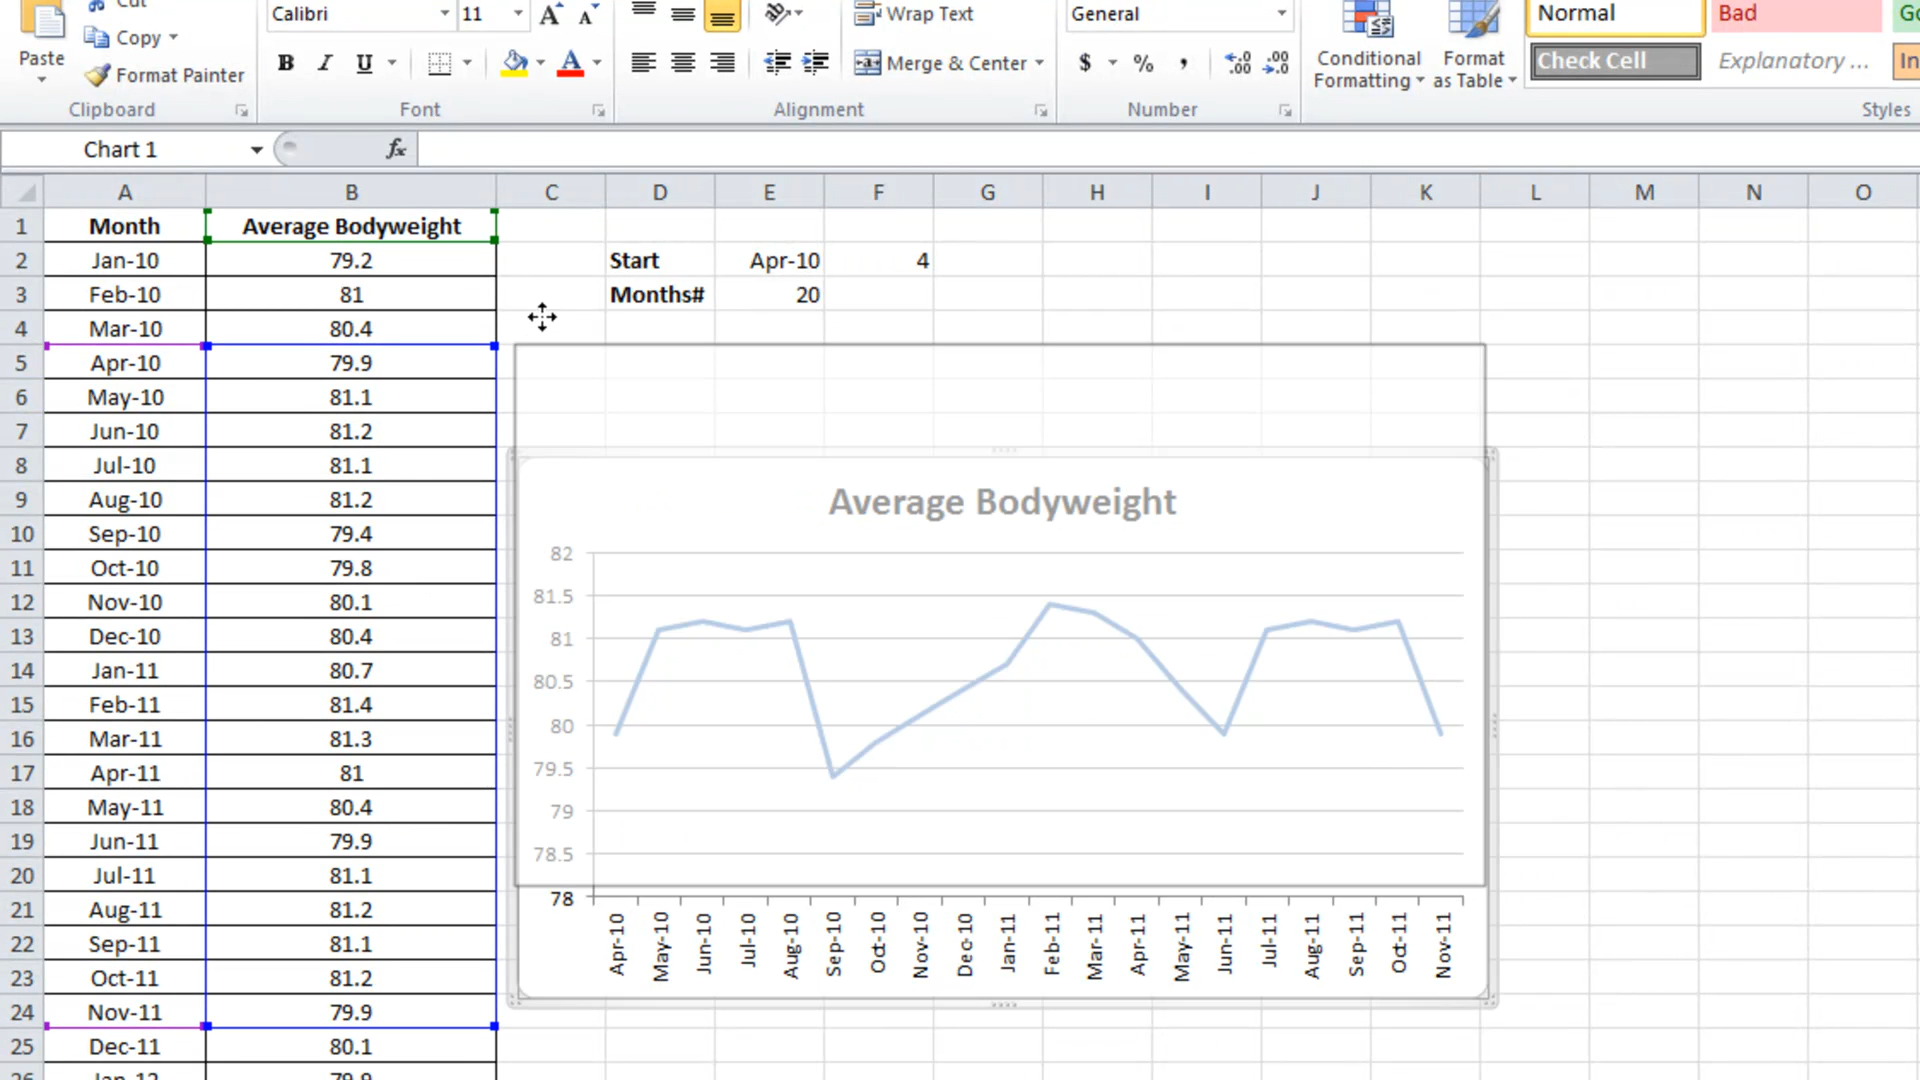 Cut
Calibri 11 A A Wrap Text General Normal Bad
Paste Copy Conditional Formatting Format as Table
B I U Merge & Center $ % , .00 .00 Check Cell Explanatory ...
Format Painter
Clipboard Font Alignment Number Styles
Chart 1 fx
A B C D E F G H I J K L M N O
1 Month Average Bodyweight
2 Jan-10 79.2 Start Apr-10 4
3 Feb-10 81 Months# 20
4 Mar-10 80.4
5 Apr-10 79.9
6 May-10 81.1
7 Jun-10 81.2
8 Jul-10 81.1
9 Aug-10 81.2
10 Sep-10 79.4
11 Oct-10 79.8
12 Nov-10 80.1
13 Dec-10 80.4
14 Jan-11 80.7
15 Feb-11 81.4
16 Mar-11 81.3
17 Apr-11 81
18 May-11 80.4
19 Jun-11 79.9
20 Jul-11 81.1
21 Aug-11 81.2
22 Sep-11 81.1
23 Oct-11 81.2
24 Nov-11 79.9
25 Dec-11 80.1
26 Jan-12 79.9
Average Bodyweight
82
81.5
81
80.5
80
79.5
79
78.5
78
Apr-10 May-10 Jun-10 Jul-10 Aug-10 Sep-10 Oct-10 Nov-10 Dec-10 Jan-11 Feb-11 Mar-11 Apr-11 May-11 Jun-11 Jul-11 Aug-11 Sep-11 Oct-11 Nov-11